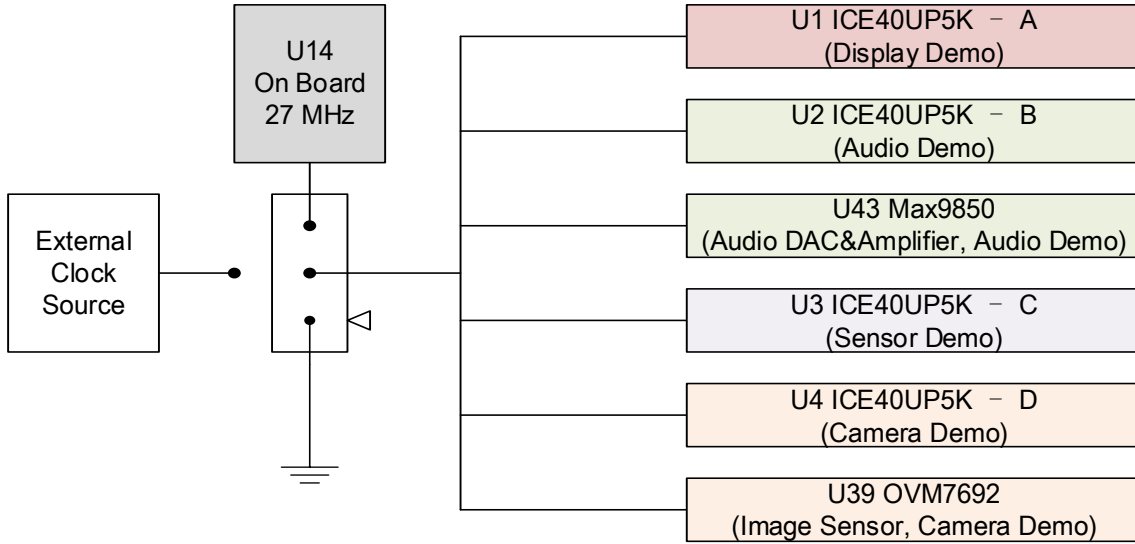 U14
On Board
27 MHz
External
Clock
Source
U1 ICE40UP5K – A
(Display Demo)
U2 ICE40UP5K – B
(Audio Demo)
U43 Max9850
(Audio DAC&Amplifier, Audio Demo)
U3 ICE40UP5K – C
(Sensor Demo)
U4 ICE40UP5K – D
(Camera Demo)
U39 OVM7692
(Image Sensor, Camera Demo)